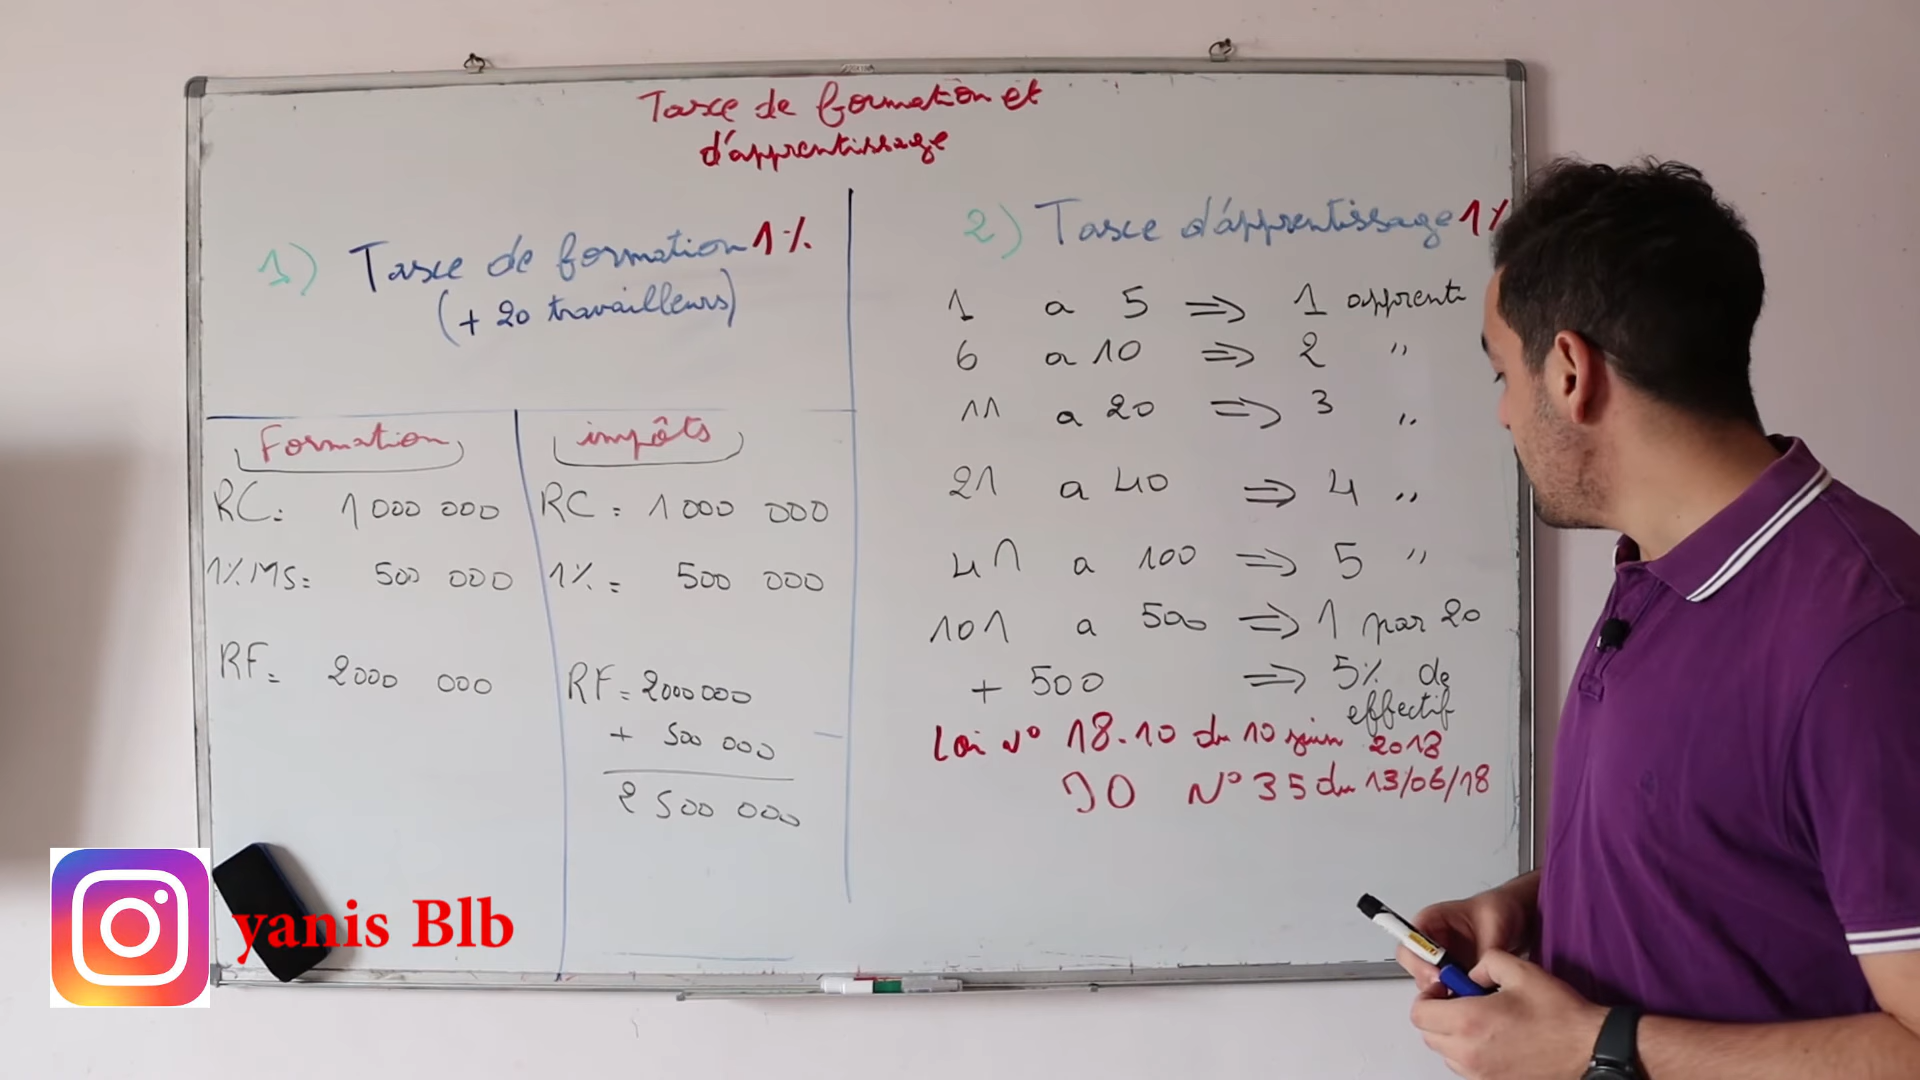 Taxe de formation et
d'apprentissage
1) Taxe de formation 1%
(+ 20 travailleurs)
Formation
RC: 1 000 000
1% MS: 500 000
RF= 2000 000
impôts
RC: 1 000 000
1% = 500 000
RF= 2000 000
+ 500 000
2 500 000
2) Taxe d'apprentissage 1%
1 a 5 => 1 apprenti
6 a 10 => 2 "
11 a 20 => 3 "
21 a 40 => 4 "
41 a 100 => 5 "
101 a 500 => 1 par 20
+ 500 => 5% de
effectif
Loi N° 18.10 du 10 juin 2018
JO N° 35 du 13/06/18
yanis Blb